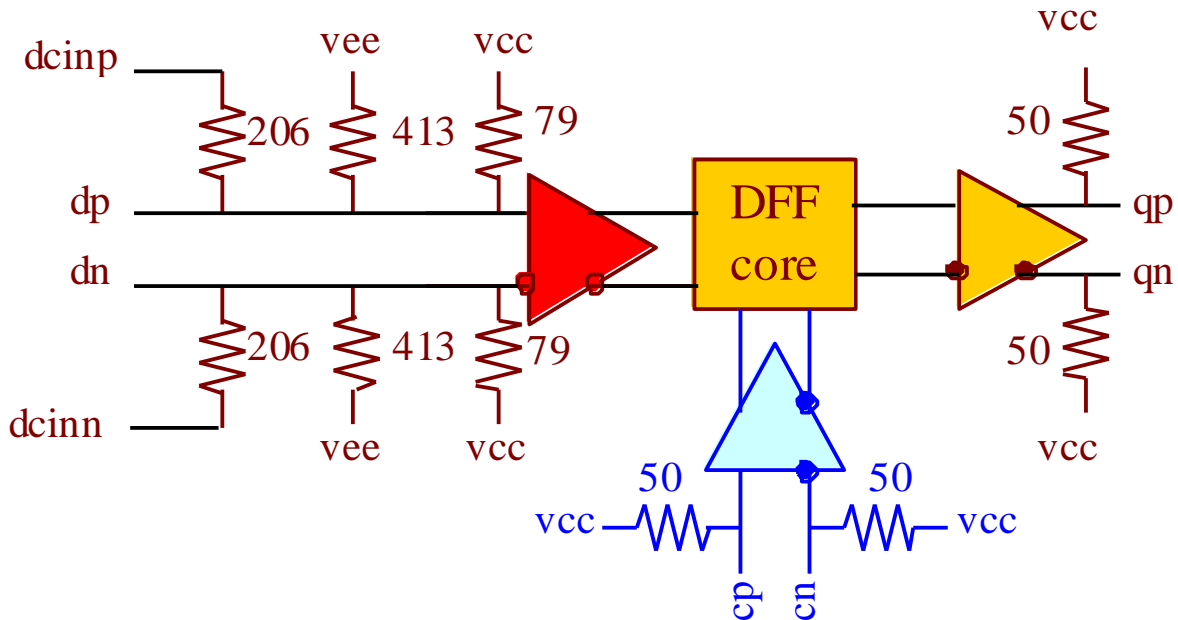 vcc
dcinp
vee
vcc
206
413
79
50
dp
DFF
core
qp
dn
qn
206
413
79
50
dcinn
vee
vcc
vcc
50
50
vcc
vcc
cp
cn